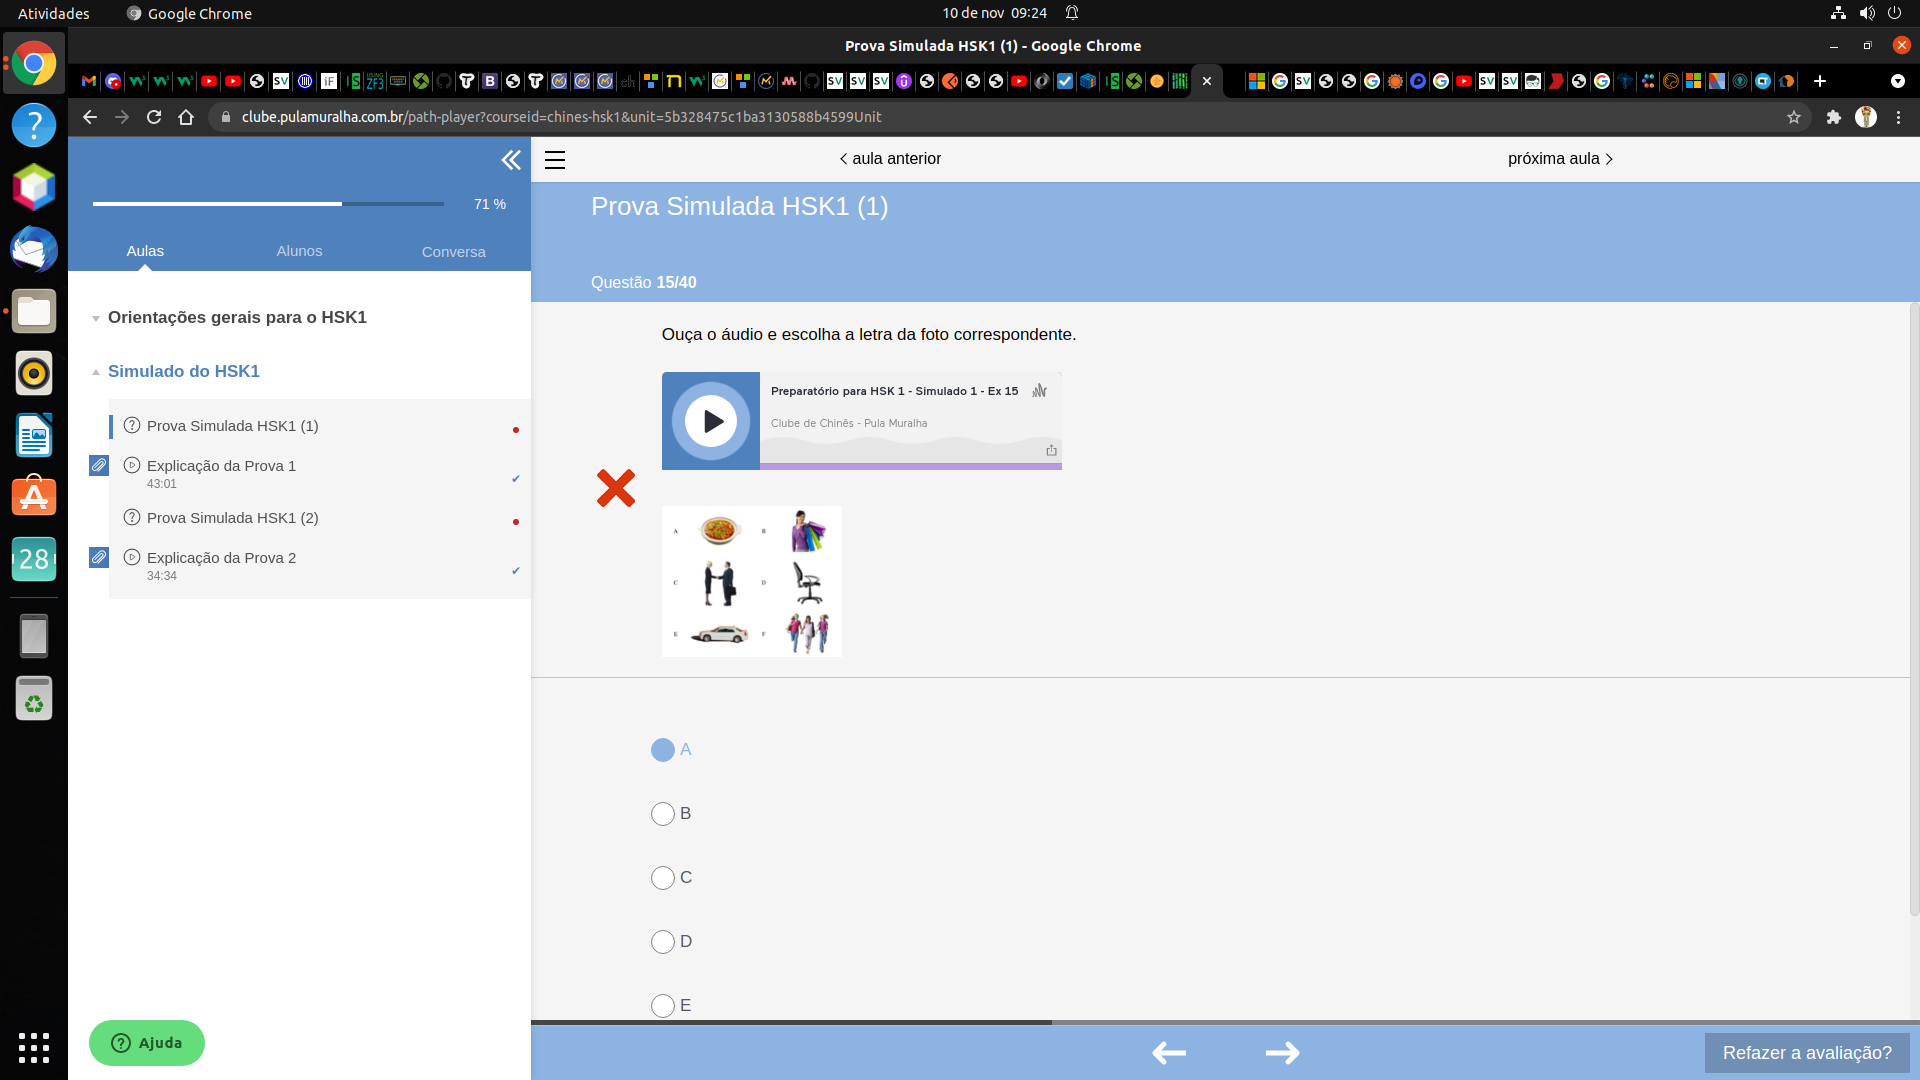 Atividades
Google Chrome
10 de nov 09:24
Prova Simulada HSK1 (1) - Google Chrome
clube.pulamuralha.com.br/path-player?courseid=chines-hsk1&unit=5b328475c1ba3130588b4599Unit
71 %
Aulas
Alunos
Conversa
Orientações gerais para o HSK1
Simulado do HSK1
Prova Simulada HSK1 (1)
Explicação da Prova 1
43:01
Prova Simulada HSK1 (2)
Explicação da Prova 2
34:34
Ajuda
28
aula anterior
próxima aula
Prova Simulada HSK1 (1)
Questão 15/40
Ouça o áudio e escolha a letra da foto correspondente.
Preparatório para HSK 1 - Simulado 1 - Ex 15
Clube de Chinês - Pula Muralha
A
B
C
D
E
F
A
B
C
D
E
Refazer a avaliação?